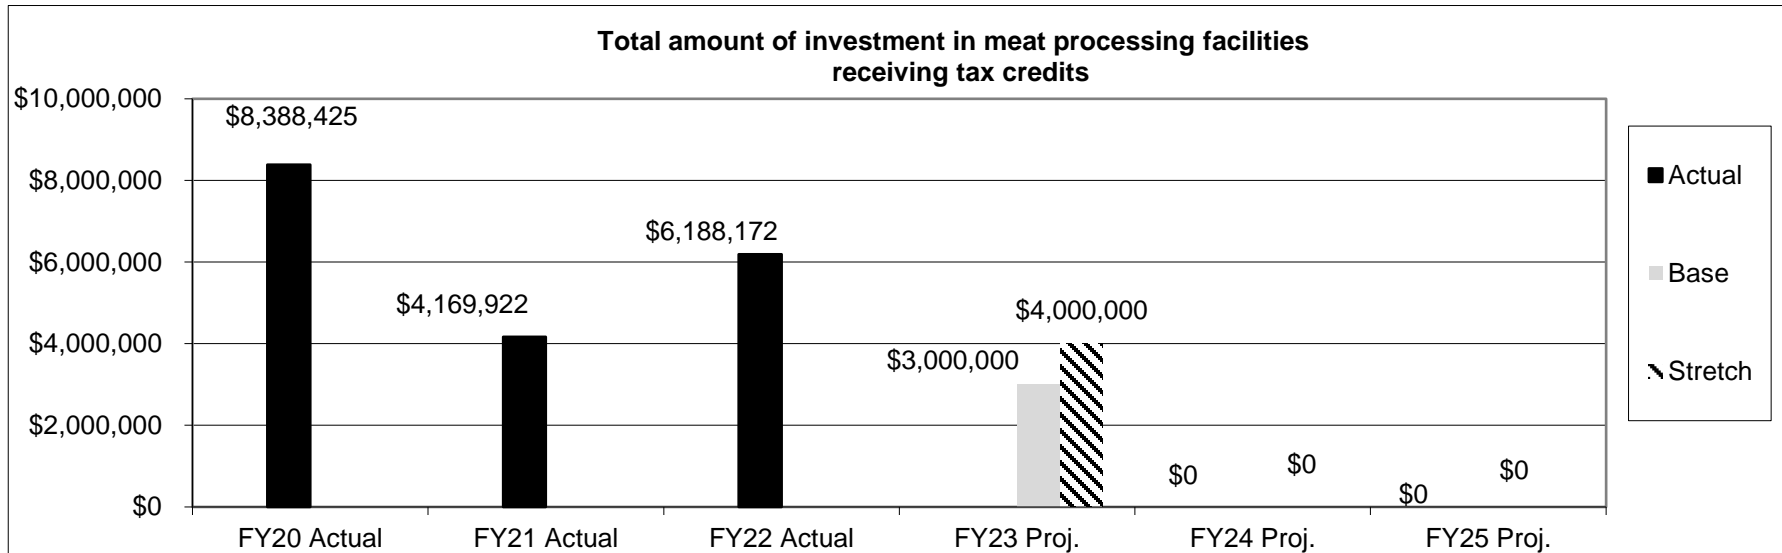 Total amount of investment in meat processing facilities
receiving tax credits
$10,000,000
$8,000,000
$6,000,000
$4,000,000
$2,000,000
$0
$8,388,425
$4,169,922
$6,188,172
$3,000,000
$4,000,000
$0
$0
$0
$0
FY20 Actual
FY21 Actual
FY22 Actual
FY23 Proj.
FY24 Proj.
FY25 Proj.
Actual
Base
Stretch